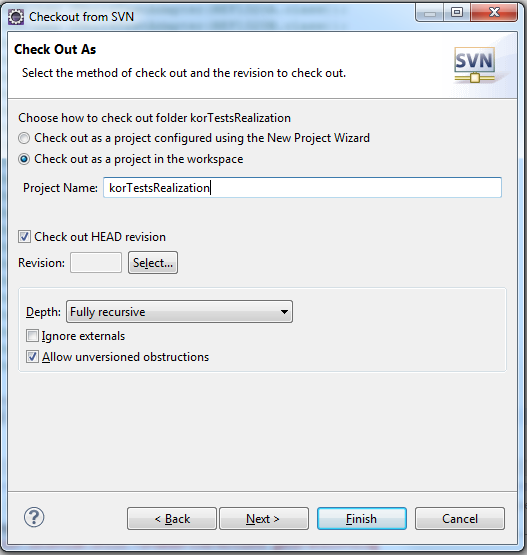 Checkout from SVN
Check Out As
Select the method of check out and the revision to check out.
SVN
Choose how to check out folder korTestsRealization
Check out as a project configured using the New Project Wizard
Check out as a project in the workspace
Project Name: korTestsRealization
Check out HEAD revision
Revision: Select...
Depth: Fully recursive
Ignore externals
Allow unversioned obstructions
? < Back Next > Finish Cancel